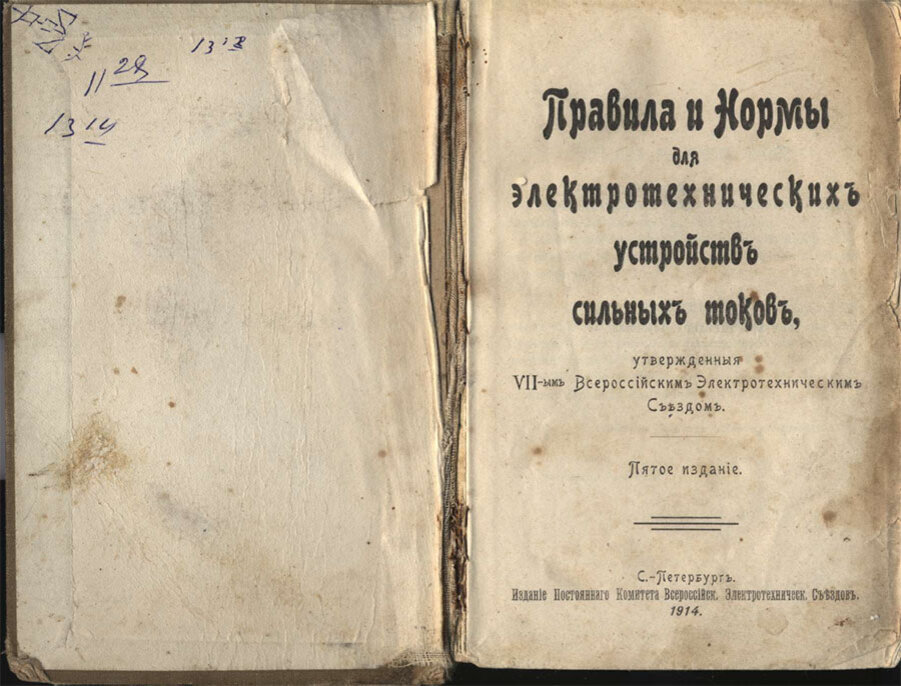 13 18
11 28
13 14
Правила и Нормы
для
электротехническихъ
устройствъ
сильныхъ токовъ,
утвержденныя
VII-ымъ Всероссійскимъ Электротехническимъ
Съѣздомъ.
Пятое изданіе.
С.-Петербургъ.
Изданіе Постояннаго Комитета Всероссійск. Электротехническ. Съѣздовъ.
1914.